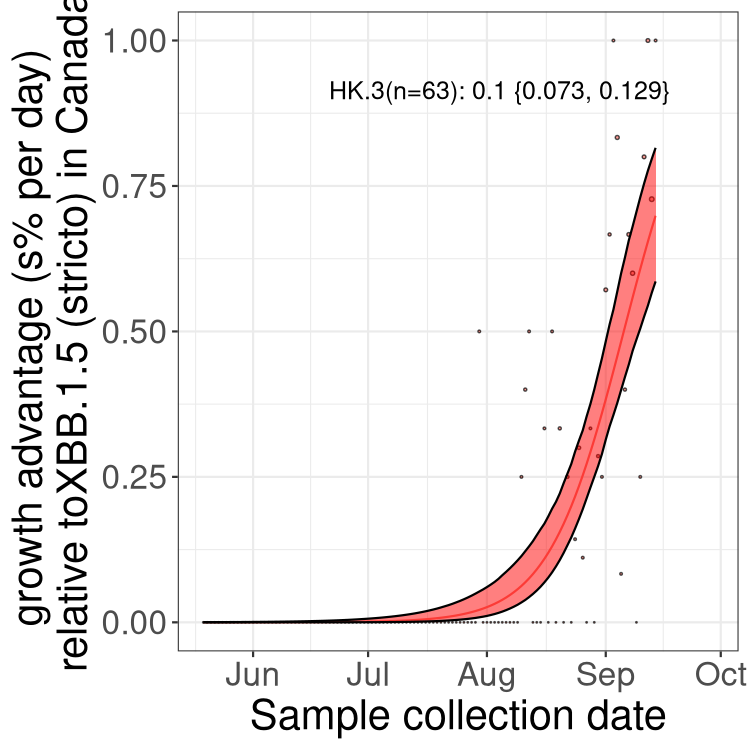 growth advantage (s% per day)
relative toXBB.1.5 (stricto) in Canada
1.00
0.75
0.50
0.25
0.00
HK.3(n=63): 0.1 {0.073, 0.129}
Jun Jul Aug Sep Oct
Sample collection date